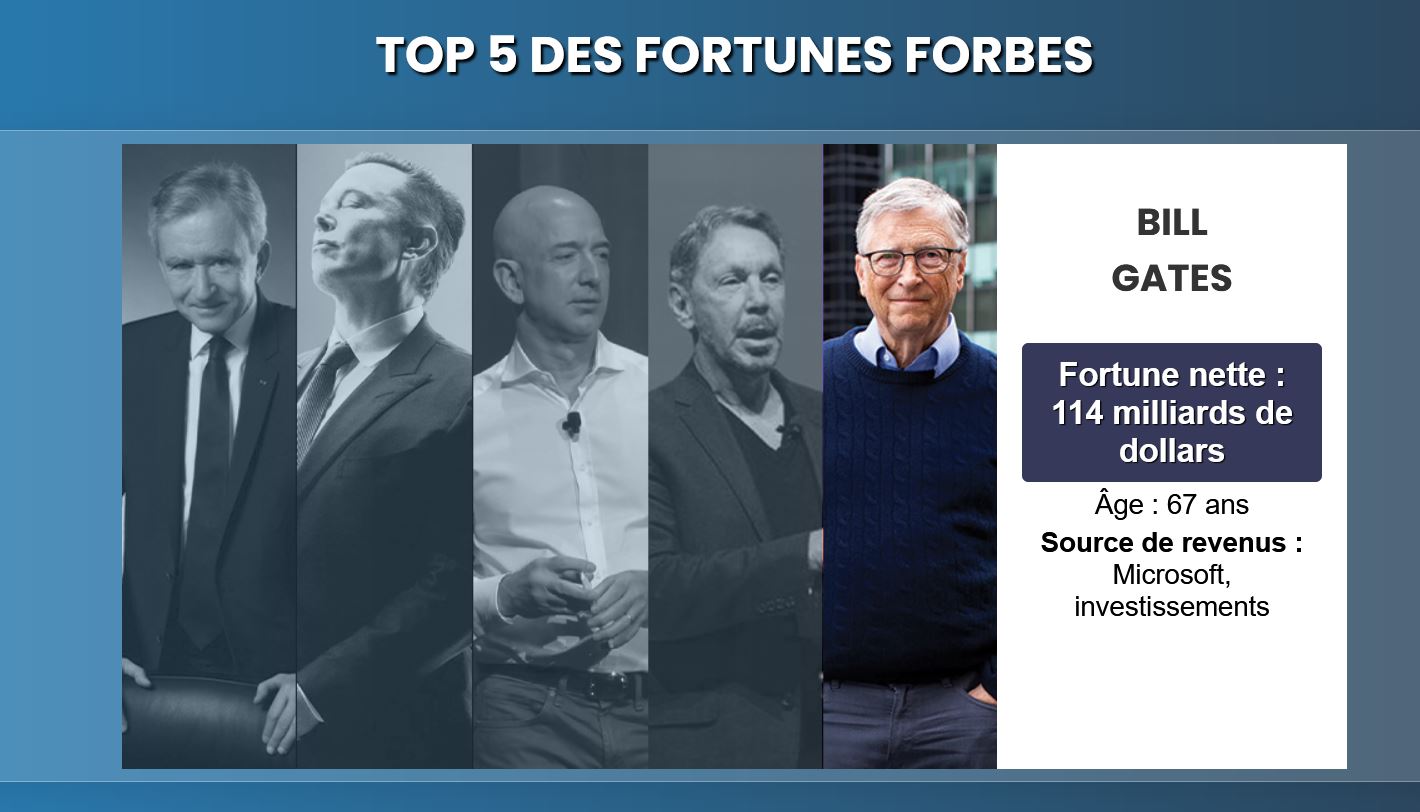 TOP 5 DES FORTUNES FORBES
BILL
GATES
Fortune nette :
114 milliards de
dollars
Âge : 67 ans
Source de revenus :
Microsoft,
investissements